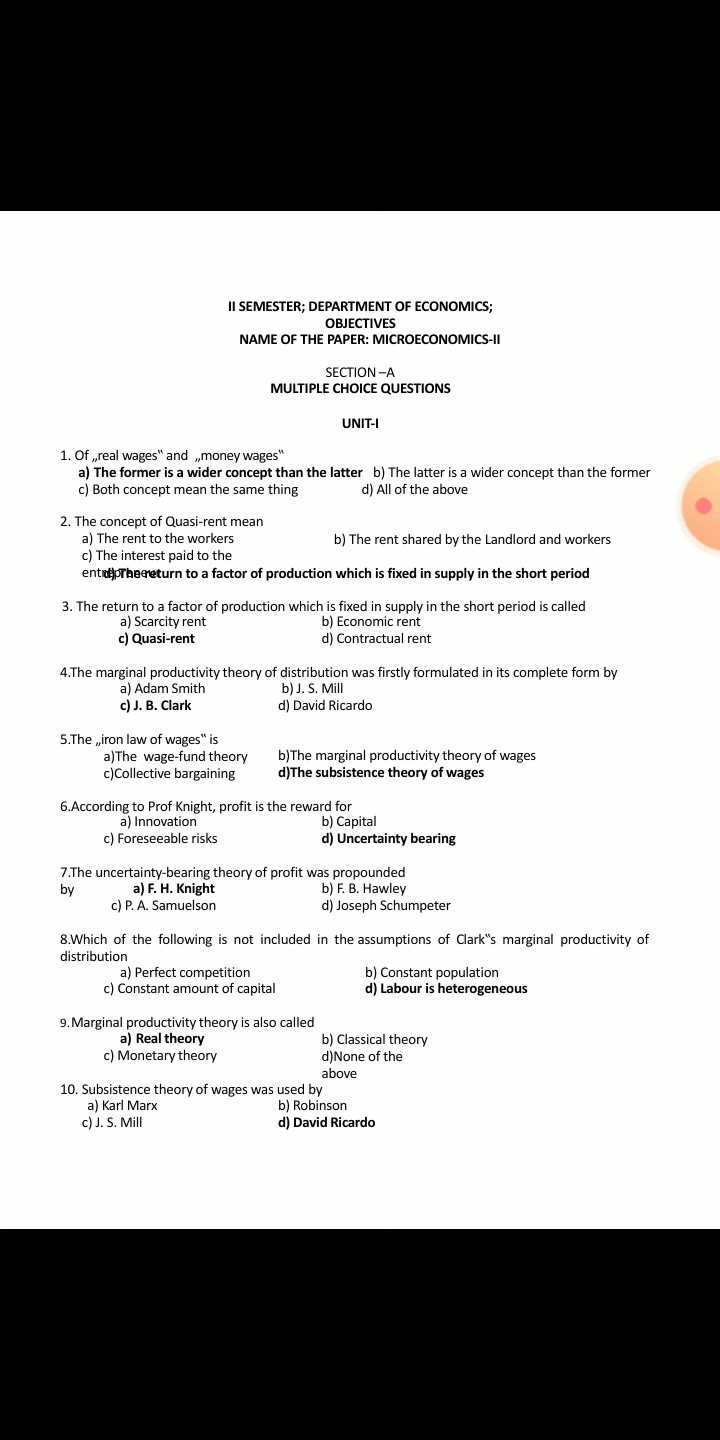 II SEMESTER; DEPARTMENT OF ECONOMICS;
OBJECTIVES
NAME OF THE PAPER: MICROECONOMICS-II
SECTION –A
MULTIPLE CHOICE QUESTIONS
UNIT-I
1. Of „real wages‟ and „money wages‟
a) The former is a wider concept than the latter b) The latter is a wider concept than the former
c) Both concept mean the same thing d) All of the above
2. The concept of Quasi-rent mean
a) The rent to the workers b) The rent shared by the Landlord and workers
c) The interest paid to the
entrepreneur d) The return to a factor of production which is fixed in supply in the short period
3. The return to a factor of production which is fixed in supply in the short period is called
a) Scarcity rent b) Economic rent
c) Quasi-rent d) Contractual rent
4.The marginal productivity theory of distribution was firstly formulated in its complete form by
a) Adam Smith b) J. S. Mill
c) J. B. Clark d) David Ricardo
5.The „iron law of wages‟ is
a)The wage-fund theory b)The marginal productivity theory of wages
c)Collective bargaining d)The subsistence theory of wages
6.According to Prof Knight, profit is the reward for
a) Innovation b) Capital
c) Foreseeable risks d) Uncertainty bearing
7.The uncertainty-bearing theory of profit was propounded
by a) F. H. Knight b) F. B. Hawley
c) P. A. Samuelson d) Joseph Schumpeter
8.Which of the following is not included in the assumptions of Clark‟s marginal productivity of
distribution
a) Perfect competition b) Constant population
c) Constant amount of capital d) Labour is heterogeneous
9.Marginal productivity theory is also called
a) Real theory b) Classical theory
c) Monetary theory d)None of the
above
10. Subsistence theory of wages was used by
a) Karl Marx b) Robinson
c) J. S. Mill d) David Ricardo